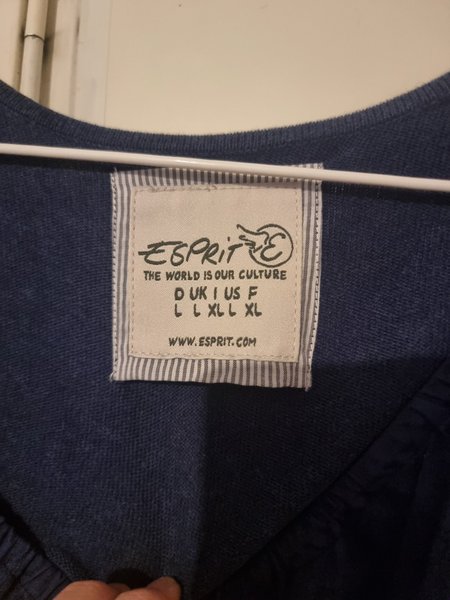 ESPRIT E
THE WORLD IS OUR CULTURE
D UK I US F
L L XL L XL
WWW.ESPRIT.COM